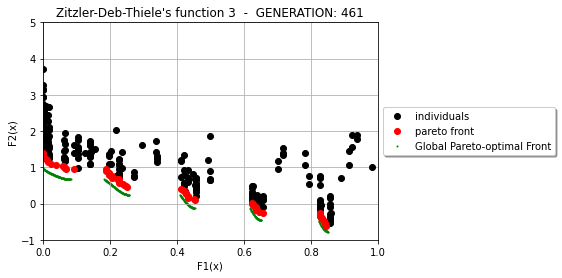 Zitzler-Deb-Thiele's function 3 - GENERATION: 461
5
4
3
2
1
0
−1
F2(x)
0.0 0.2 0.4 0.6 0.8 1.0
F1(x)
individuals
pareto front
Global Pareto-optimal Front